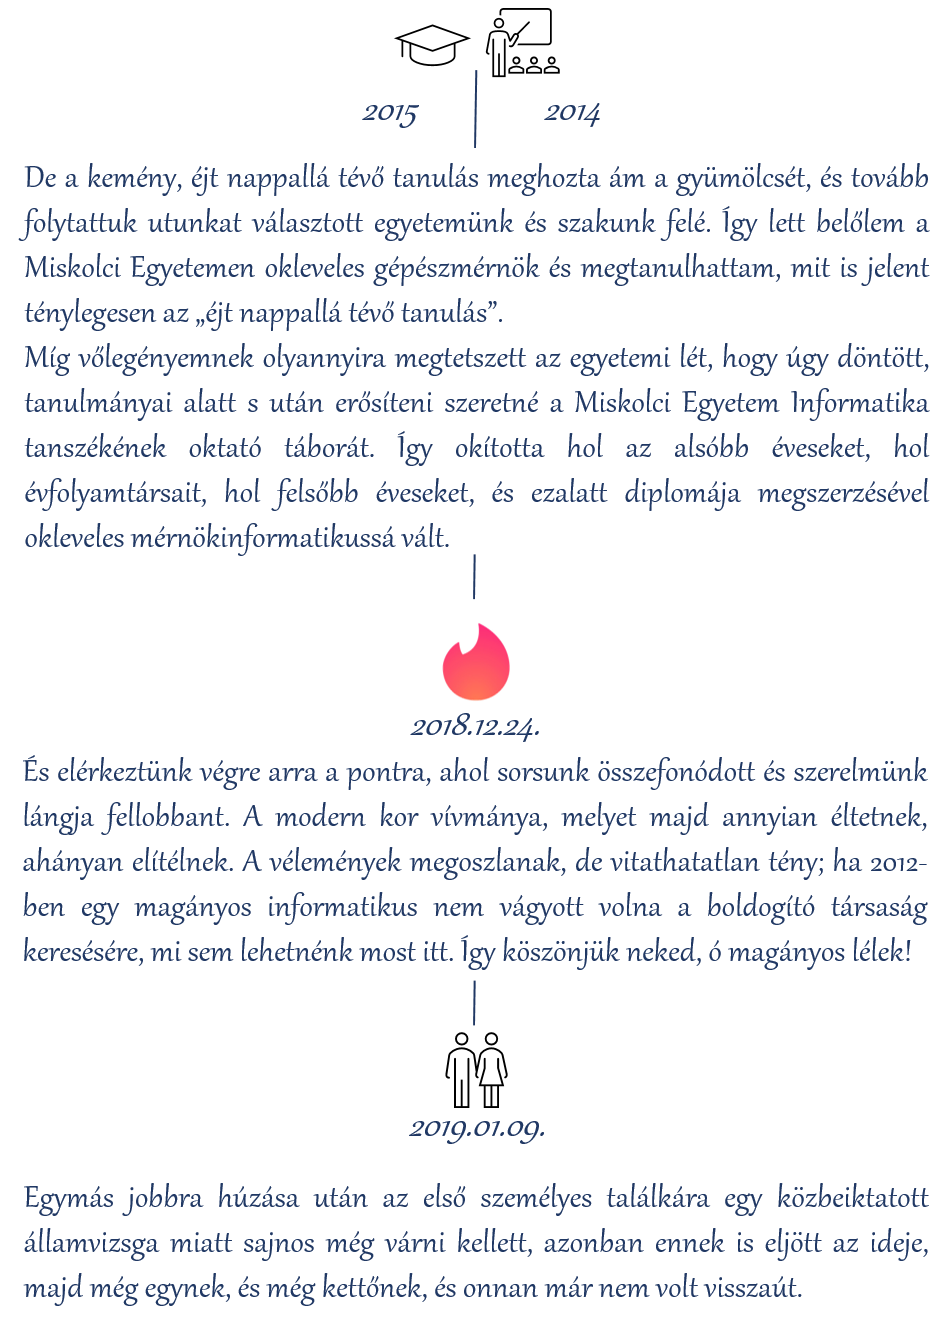 2015 2014
De a kemény, éjt nappallá tévő tanulás meghozta ám a gyümölcsét, és tovább
folytattuk utunkat választott egyetemünk és szakunk felé. Így lett belőlem a
Miskolci Egyetemen okleveles gépészmérnök és megtanulhattam, mit is jelent
ténylegesen az „éjt nappallá tévő tanulás”.
Míg vőlegényemnek olyannyira megtetszett az egyetemi lét, hogy úgy döntött,
tanulmányai alatt s után erősíteni szeretné a Miskolci Egyetem Informatika
tanszékének oktató táborát. Így okította hol az alsóbb éveseket, hol
évfolyamtársait, hol felsőbb éveseket, és ezalatt diplomája megszerzésével
okleveles mérnökinformatikussá vált.
2018.12.24.
És elérkeztünk végre arra a pontra, ahol sorsunk összefonódott és szerelmünk
lángja fellobbant. A modern kor vívmánya, melyet majd annyian éltetnek,
ahányan elítélnek. A vélemények megoszlanak, de vitathatatlan tény; ha 2012-
ben egy magányos informatikus nem vágyott volna a boldogító társaság
keresésére, mi sem lehetnénk most itt. Így köszönjük neked, ó magányos lélek!
2019.01.09.
Egymás jobbra húzása után az első személyes találkára egy közbeiktatott
államvizsga miatt sajnos még várni kellett, azonban ennek is eljött az ideje,
majd még egynek, és még kettőnek, és onnan már nem volt visszaút.